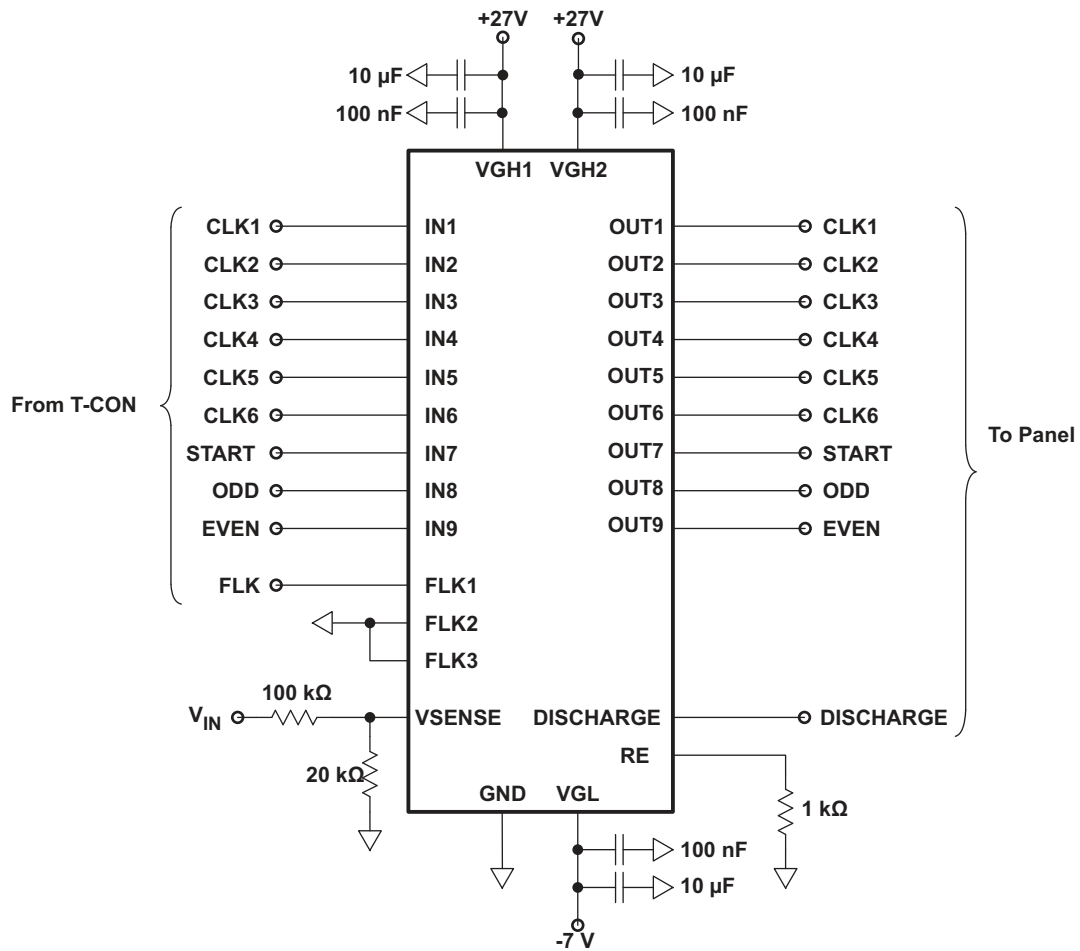 +27V +27V
10 µF 10 µF
100 nF 100 nF
VGH1 VGH2
CLK1 IN1 OUT1 CLK1
CLK2 IN2 OUT2 CLK2
CLK3 IN3 OUT3 CLK3
CLK4 IN4 OUT4 CLK4
CLK5 IN5 OUT5 CLK5
From T-CON
CLK6 IN6 OUT6 CLK6
To Panel
START IN7 OUT7 START
ODD IN8 OUT8 ODD
EVEN IN9 OUT9 EVEN
FLK FLK1
FLK2
FLK3
100 kΩ
VIN VSENSE DISCHARGE DISCHARGE
RE
20 kΩ
GND VGL
1 kΩ
100 nF
10 µF
-7 V